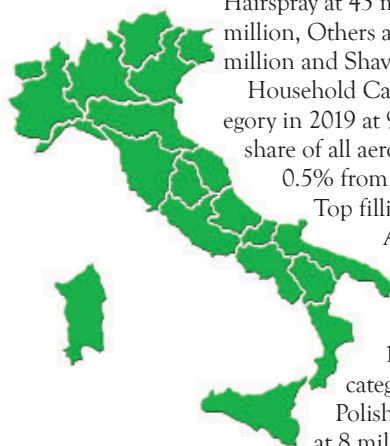 Hairspray at 45 m
million, Others a
million and Shav
Household Ca
egory in 2019 at 9
share of all aero
0.5% from
Top filli
A
1
categ
Polish
at 8 mil